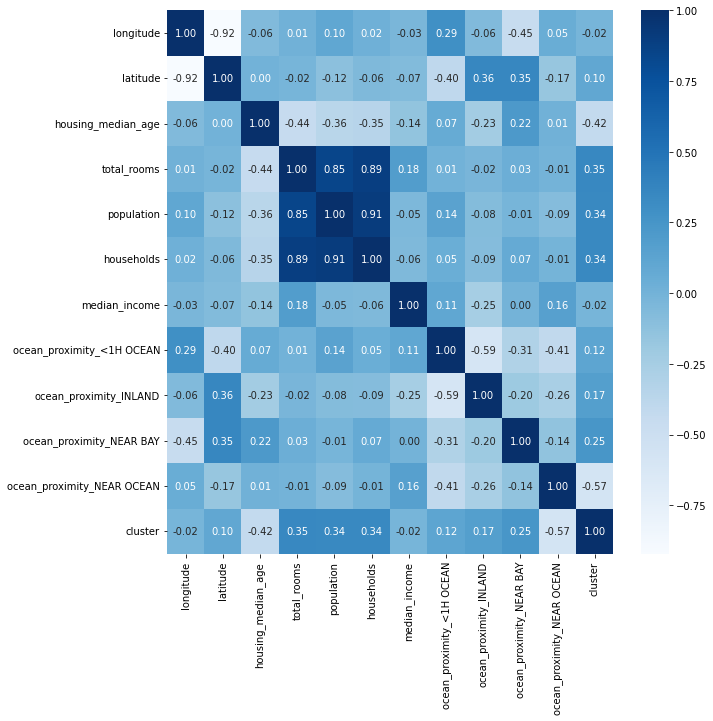 longitude 1.00 -0.92 -0.06 0.01 0.10 0.02 -0.03 0.29 -0.06 -0.45 0.05 -0.02
latitude -0.92 1.00 0.00 -0.02 -0.12 -0.06 -0.07 -0.40 0.36 0.35 -0.17 0.10
housing_median_age -0.06 0.00 1.00 -0.44 -0.36 -0.35 -0.14 0.07 -0.23 0.22 0.01 -0.42
total_rooms 0.01 -0.02 -0.44 1.00 0.85 0.89 0.18 0.01 -0.02 0.03 -0.01 0.35
population 0.10 -0.12 -0.36 0.85 1.00 0.91 -0.05 0.14 -0.08 -0.01 -0.09 0.34
households 0.02 -0.06 -0.35 0.89 0.91 1.00 -0.06 0.05 -0.09 0.07 -0.01 0.34
median_income -0.03 -0.07 -0.14 0.18 -0.05 -0.06 1.00 0.11 -0.25 0.00 0.16 -0.02
ocean_proximity_<1H OCEAN 0.29 -0.40 0.07 0.01 0.14 0.05 0.11 1.00 -0.59 -0.31 -0.41 0.12
ocean_proximity_INLAND -0.06 0.36 -0.23 -0.02 -0.08 -0.09 -0.25 -0.59 1.00 -0.20 -0.26 0.17
ocean_proximity_NEAR BAY -0.45 0.35 0.22 0.03 -0.01 0.07 0.00 -0.31 -0.20 1.00 -0.14 0.25
ocean_proximity_NEAR OCEAN 0.05 -0.17 0.01 -0.01 -0.09 -0.01 0.16 -0.41 -0.26 -0.14 1.00 -0.57
cluster -0.02 0.10 -0.42 0.35 0.34 0.34 -0.02 0.12 0.17 0.25 -0.57 1.00
longitude
latitude
housing_median_age
total_rooms
population
households
median_income
ocean_proximity_<1H OCEAN
ocean_proximity_INLAND
ocean_proximity_NEAR BAY
ocean_proximity_NEAR OCEAN
cluster
1.00
0.75
0.50
0.25
0.00
−0.25
−0.50
−0.75